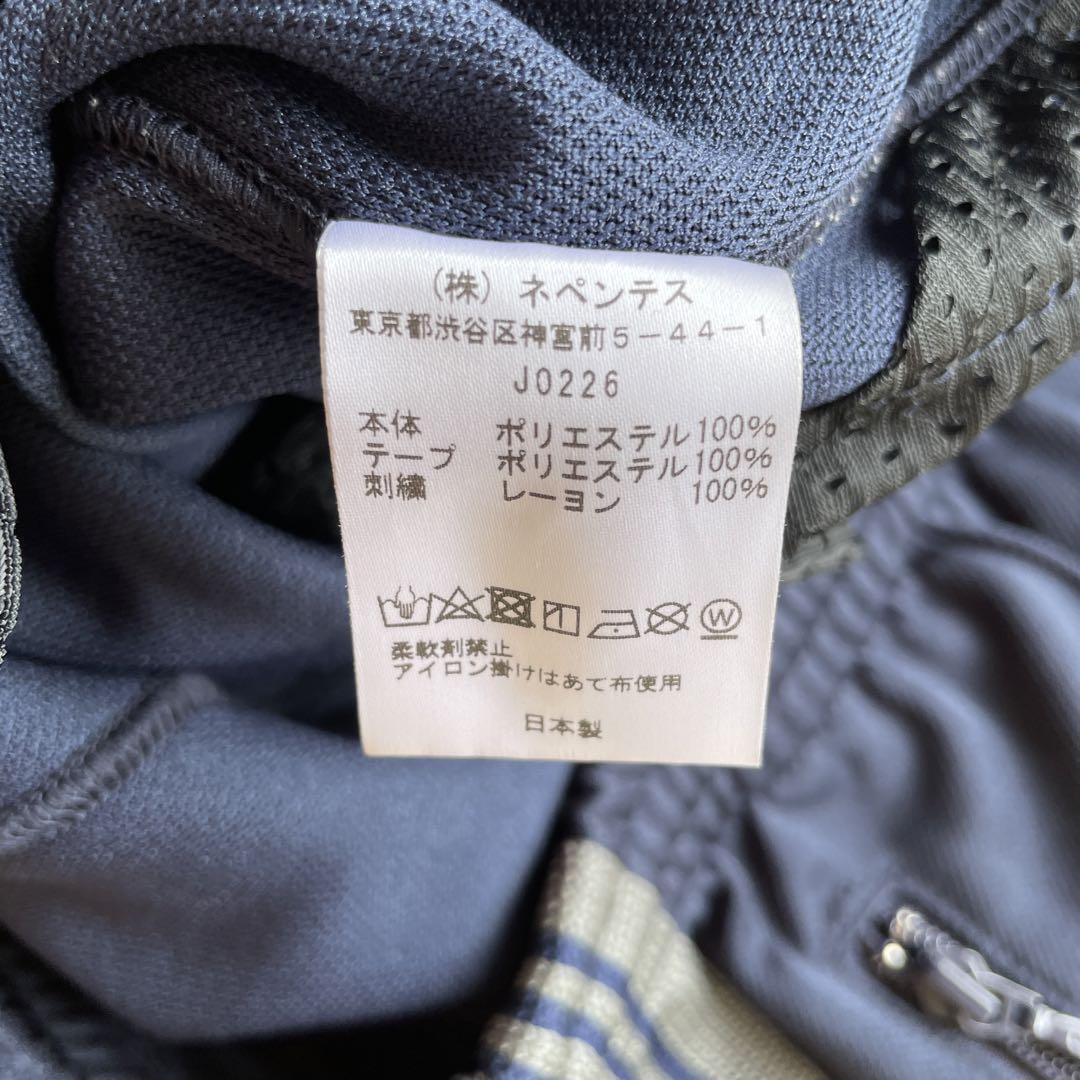 (株) ネペンテス
東京都渋谷区神宮前5-44-1
J0226
本体 ポリエステル100%
テープ ポリエステル100%
刺繍 レーヨン 100%
W
柔軟剤禁止
アイロン掛けはあて布使用
日本製